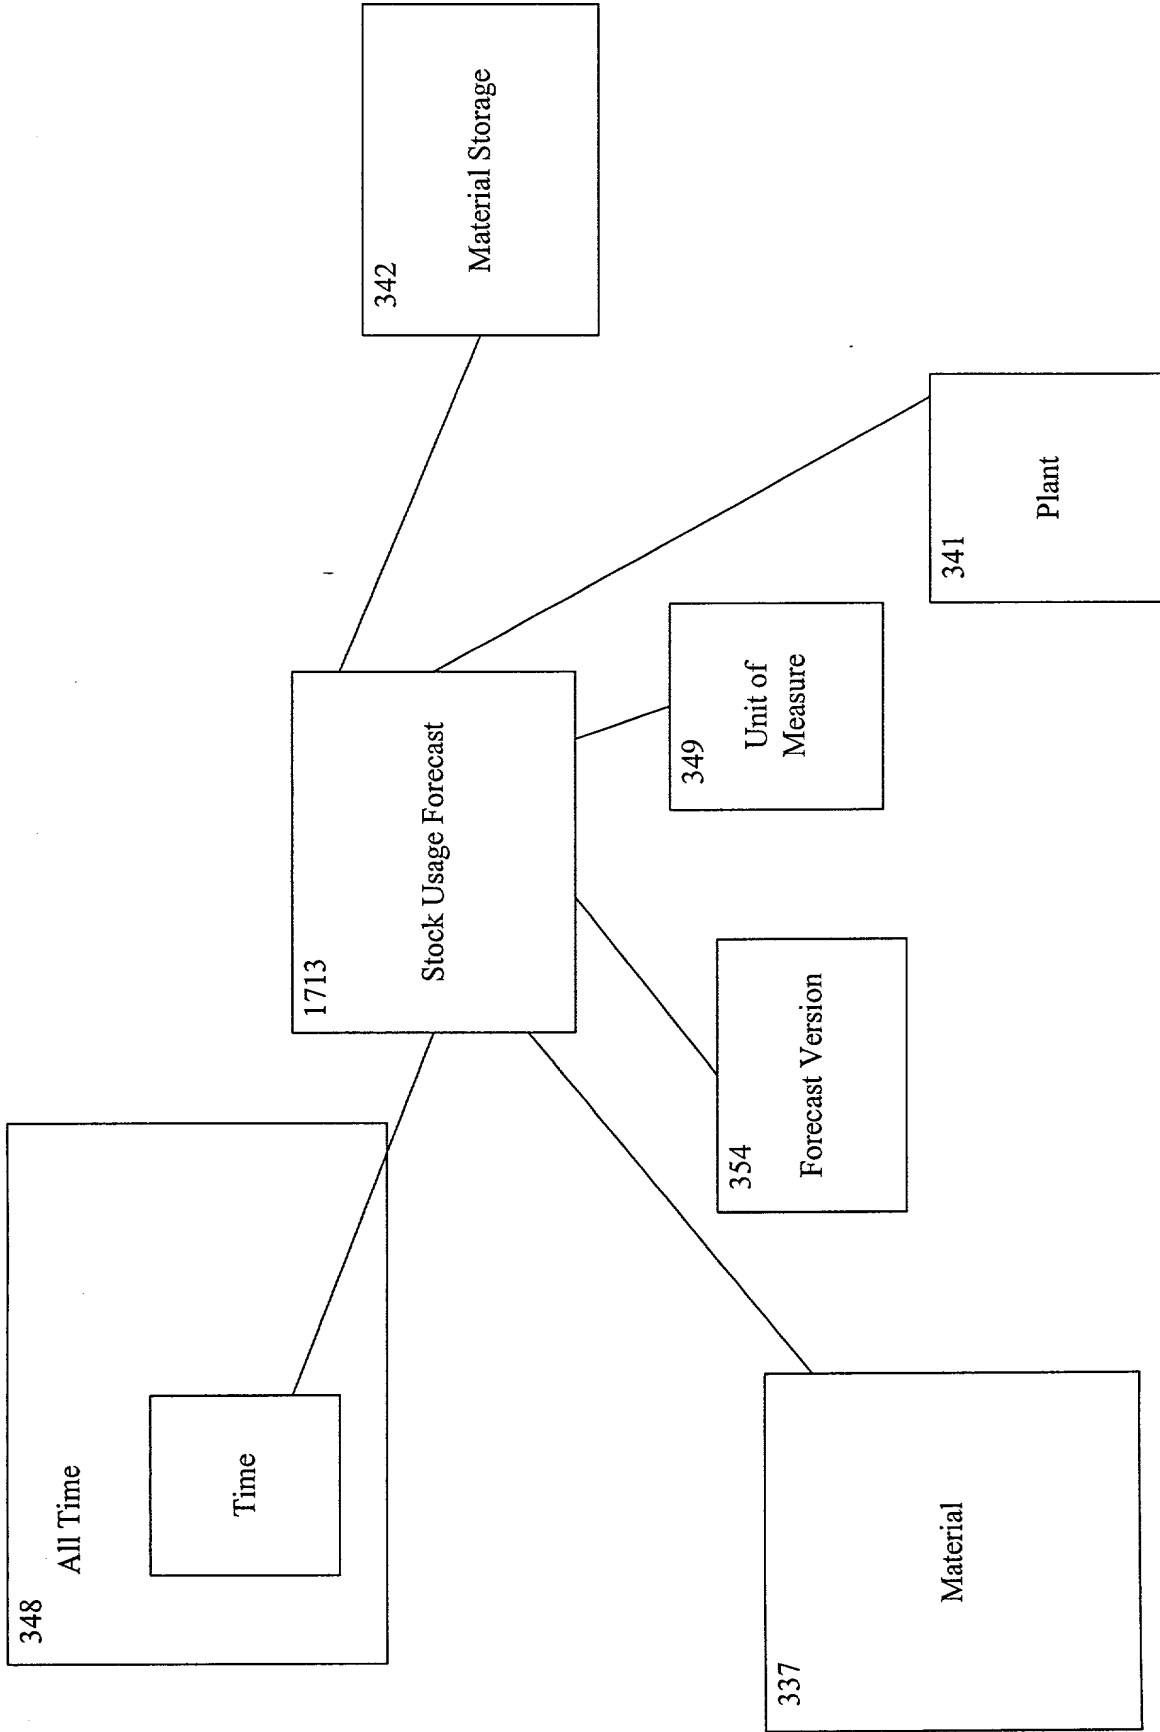 348
All Time
Time
1713
Stock Usage Forecast
342
Material Storage
337
Material
354
Forecast Version
349
Unit of
Measure
341
Plant